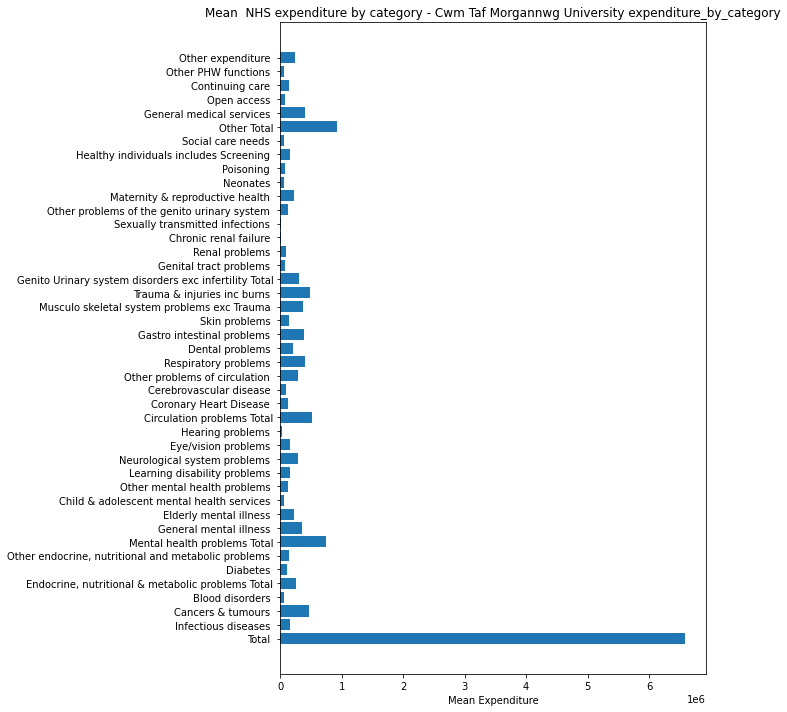 Mean  NHS expenditure by category - Cwm Taf Morgannwg University expenditure_by_category
Other expenditure
Other PHW functions
Continuing care
Open access
General medical services
Other Total
Social care needs
Healthy individuals includes Screening
Poisoning
Neonates
Maternity & reproductive health
Other problems of the genito urinary system
Sexually transmitted infections
Chronic renal failure
Renal problems
Genital tract problems
Genito Urinary system disorders exc infertility Total
Trauma & injuries inc burns
Musculo skeletal system problems exc Trauma
Skin problems
Gastro intestinal problems
Dental problems
Respiratory problems
Other problems of circulation
Cerebrovascular disease
Coronary Heart Disease
Circulation problems Total
Hearing problems
Eye/vision problems
Neurological system problems
Learning disability problems
Other mental health problems
Child & adolescent mental health services
Elderly mental illness
General mental illness
Mental health problems Total
Other endocrine, nutritional and metabolic problems
Diabetes
Endocrine, nutritional & metabolic problems Total
Blood disorders
Cancers & tumours
Infectious diseases
Total
0 1 2 3 4 5 6
1e6
Mean Expenditure